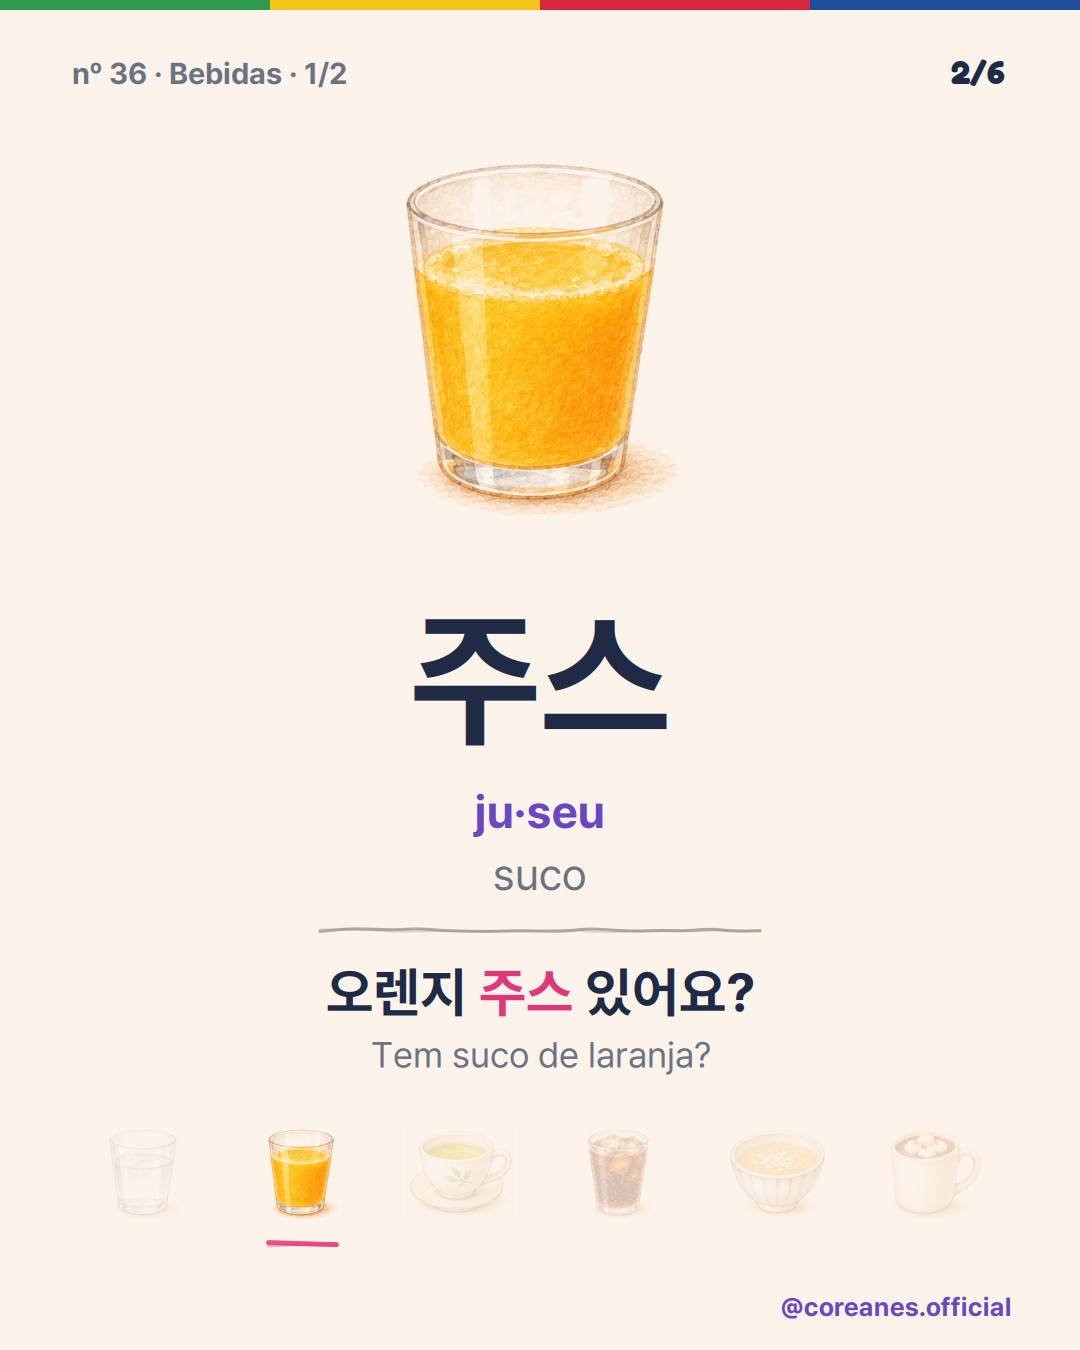 nº 36 · Bebidas · 1/2
2/6
주스
ju·seu
suco
오렌지 주스 있어요?
Tem suco de laranja?
@coreanes.official